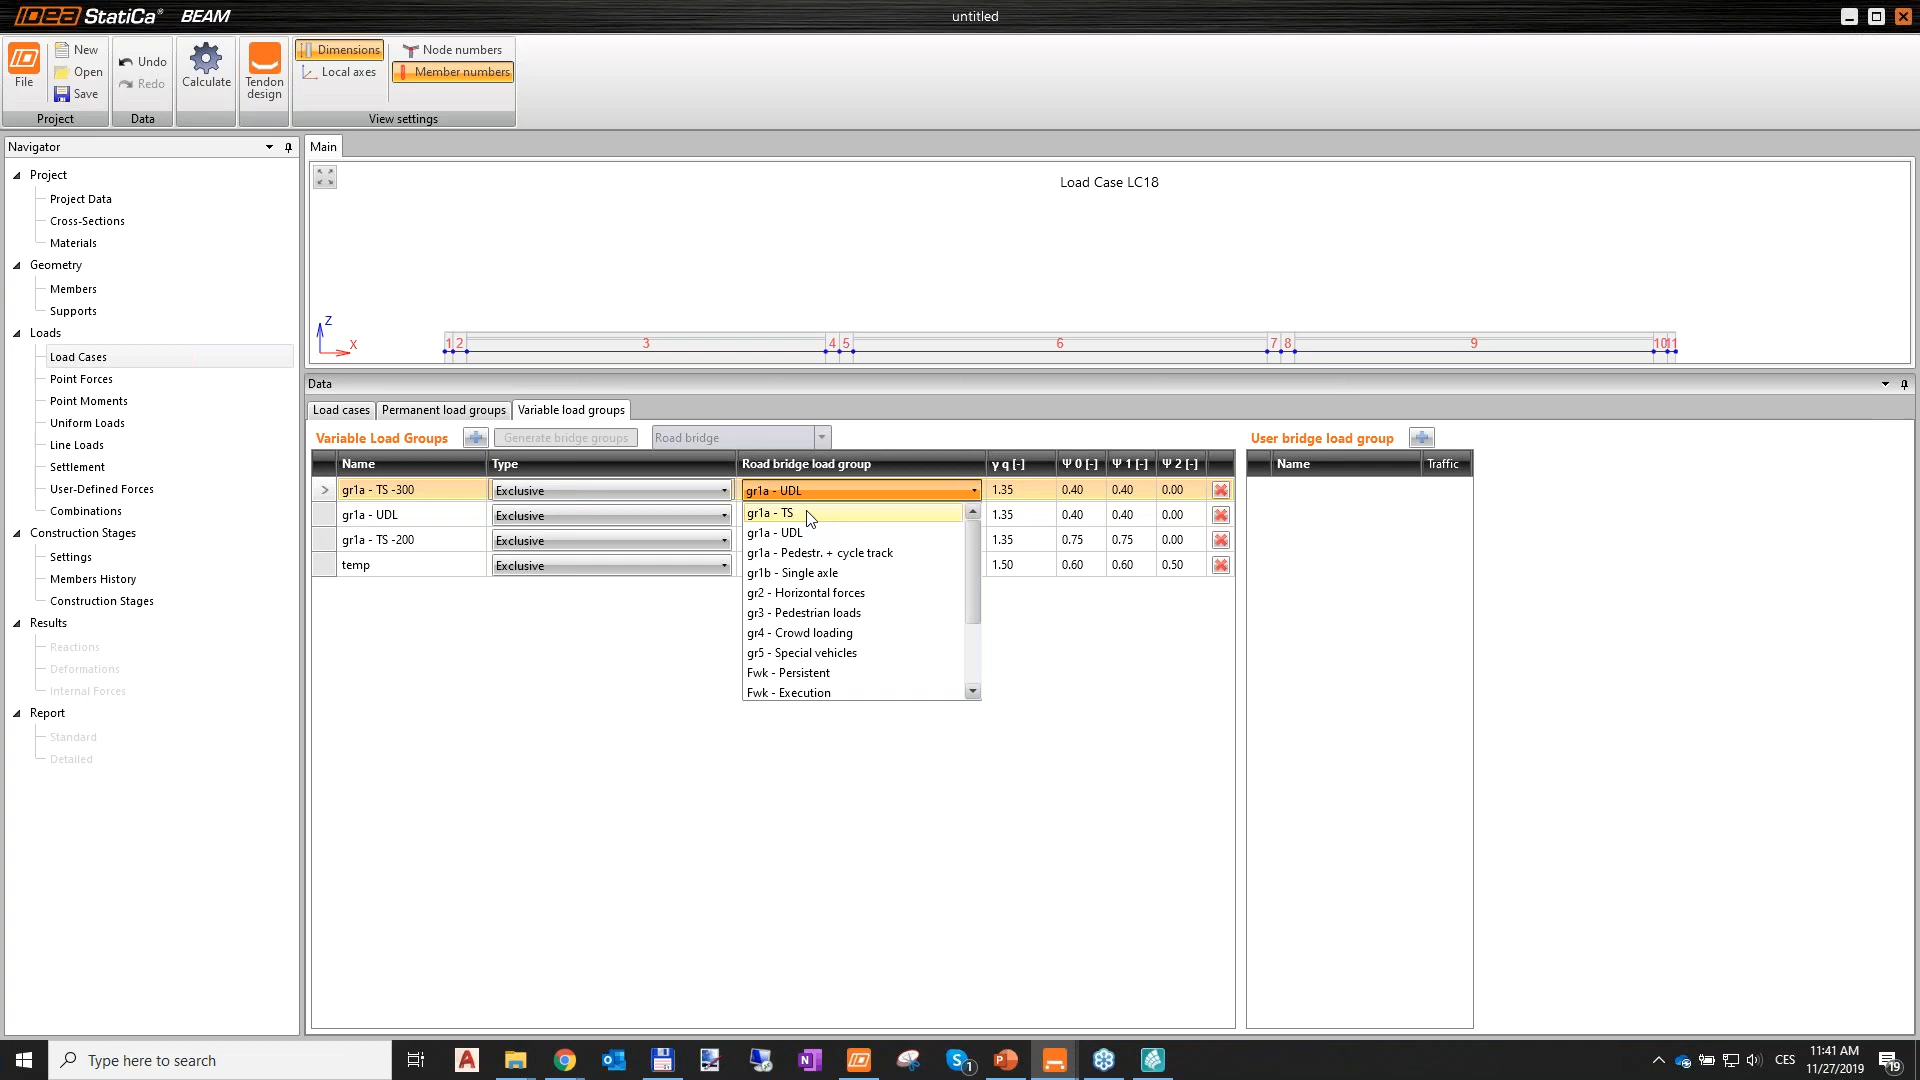 IDEA StatiCa® BEAM
untitled
File
New
Open
Save
Project
Undo
Redo
Data
Calculate
Tendon design
Dimensions
Local axes
Node numbers
Member numbers
View settings
Navigator
Project
Project Data
Cross-Sections
Materials
Geometry
Members
Supports
Loads
Load Cases
Point Forces
Point Moments
Uniform Loads
Line Loads
Settlement
User-Defined Forces
Combinations
Construction Stages
Settings
Members History
Construction Stages
Results
Reactions
Deformations
Internal Forces
Report
Standard
Detailed
Main
Load Case LC18
Z
X
1 2 3 4 5 6 7 8 9 10 11
Data
Load cases Permanent load groups Variable load groups
Variable Load Groups Generate bridge groups Road bridge
Name Type Road bridge load group γ q [-] Ψ 0 [-] Ψ 1 [-] Ψ 2 [-]
gr1a - TS -300 Exclusive gr1a - UDL 1.35 0.40 0.40 0.00
gr1a - UDL Exclusive 1.35 0.40 0.40 0.00
gr1a - TS -200 Exclusive 1.35 0.75 0.75 0.00
temp Exclusive 1.50 0.60 0.60 0.50
gr1a - TS
gr1a - UDL
gr1a - Pedestr. + cycle track
gr1b - Single axle
gr2 - Horizontal forces
gr3 - Pedestrian loads
gr4 - Crowd loading
gr5 - Special vehicles
Fwk - Persistent
Fwk - Execution
User bridge load group
Name Traffic
Type here to search
CES
11:41 AM
11/27/2019
19